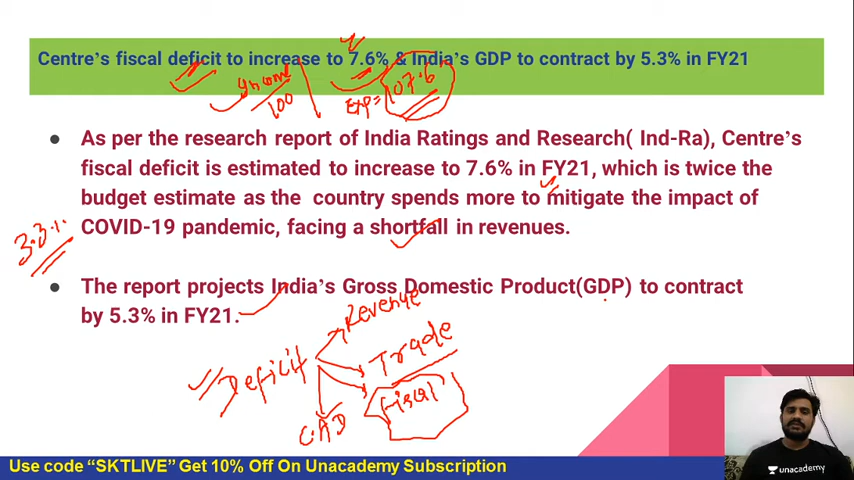 Centre's fiscal deficit to increase to 7.6% & India's GDP to contract by 5.3% in FY21
Income
100
EXP= 107.6
● As per the research report of India Ratings and Research( Ind-Ra), Centre's
fiscal deficit is estimated to increase to 7.6% in FY21, which is twice the
budget estimate as the country spends more to mitigate the impact of
COVID-19 pandemic, facing a shortfall in revenues.
3.3%
● The report projects India's Gross Domestic Product(GDP) to contract
by 5.3% in FY21.
Revenue
Trade
Deficit
Fiscal
CAD
unacademy
Use code “SKTLIVE” Get 10% Off On Unacademy Subscription